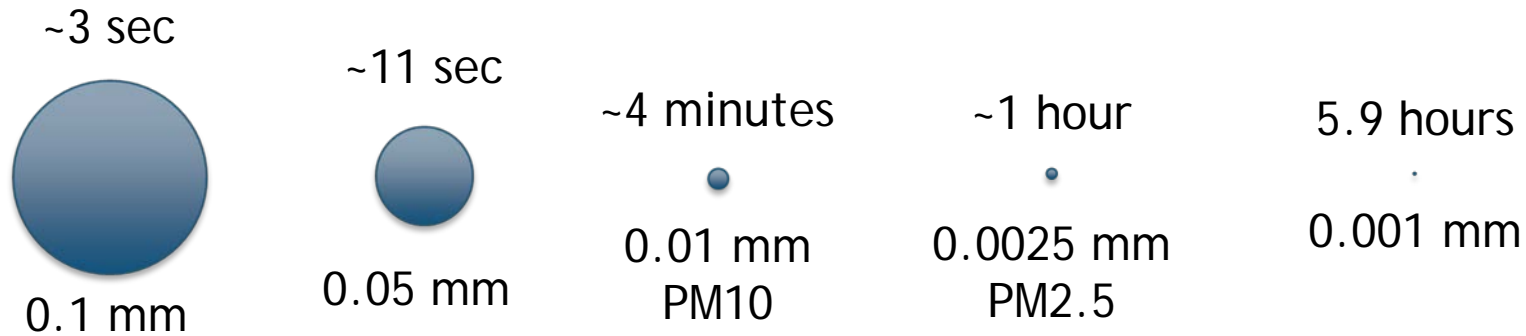 ~3 sec
~11 sec
~4 minutes
~1 hour
5.9 hours
0.1 mm
0.05 mm
0.01 mm
PM10
0.0025 mm
PM2.5
0.001 mm